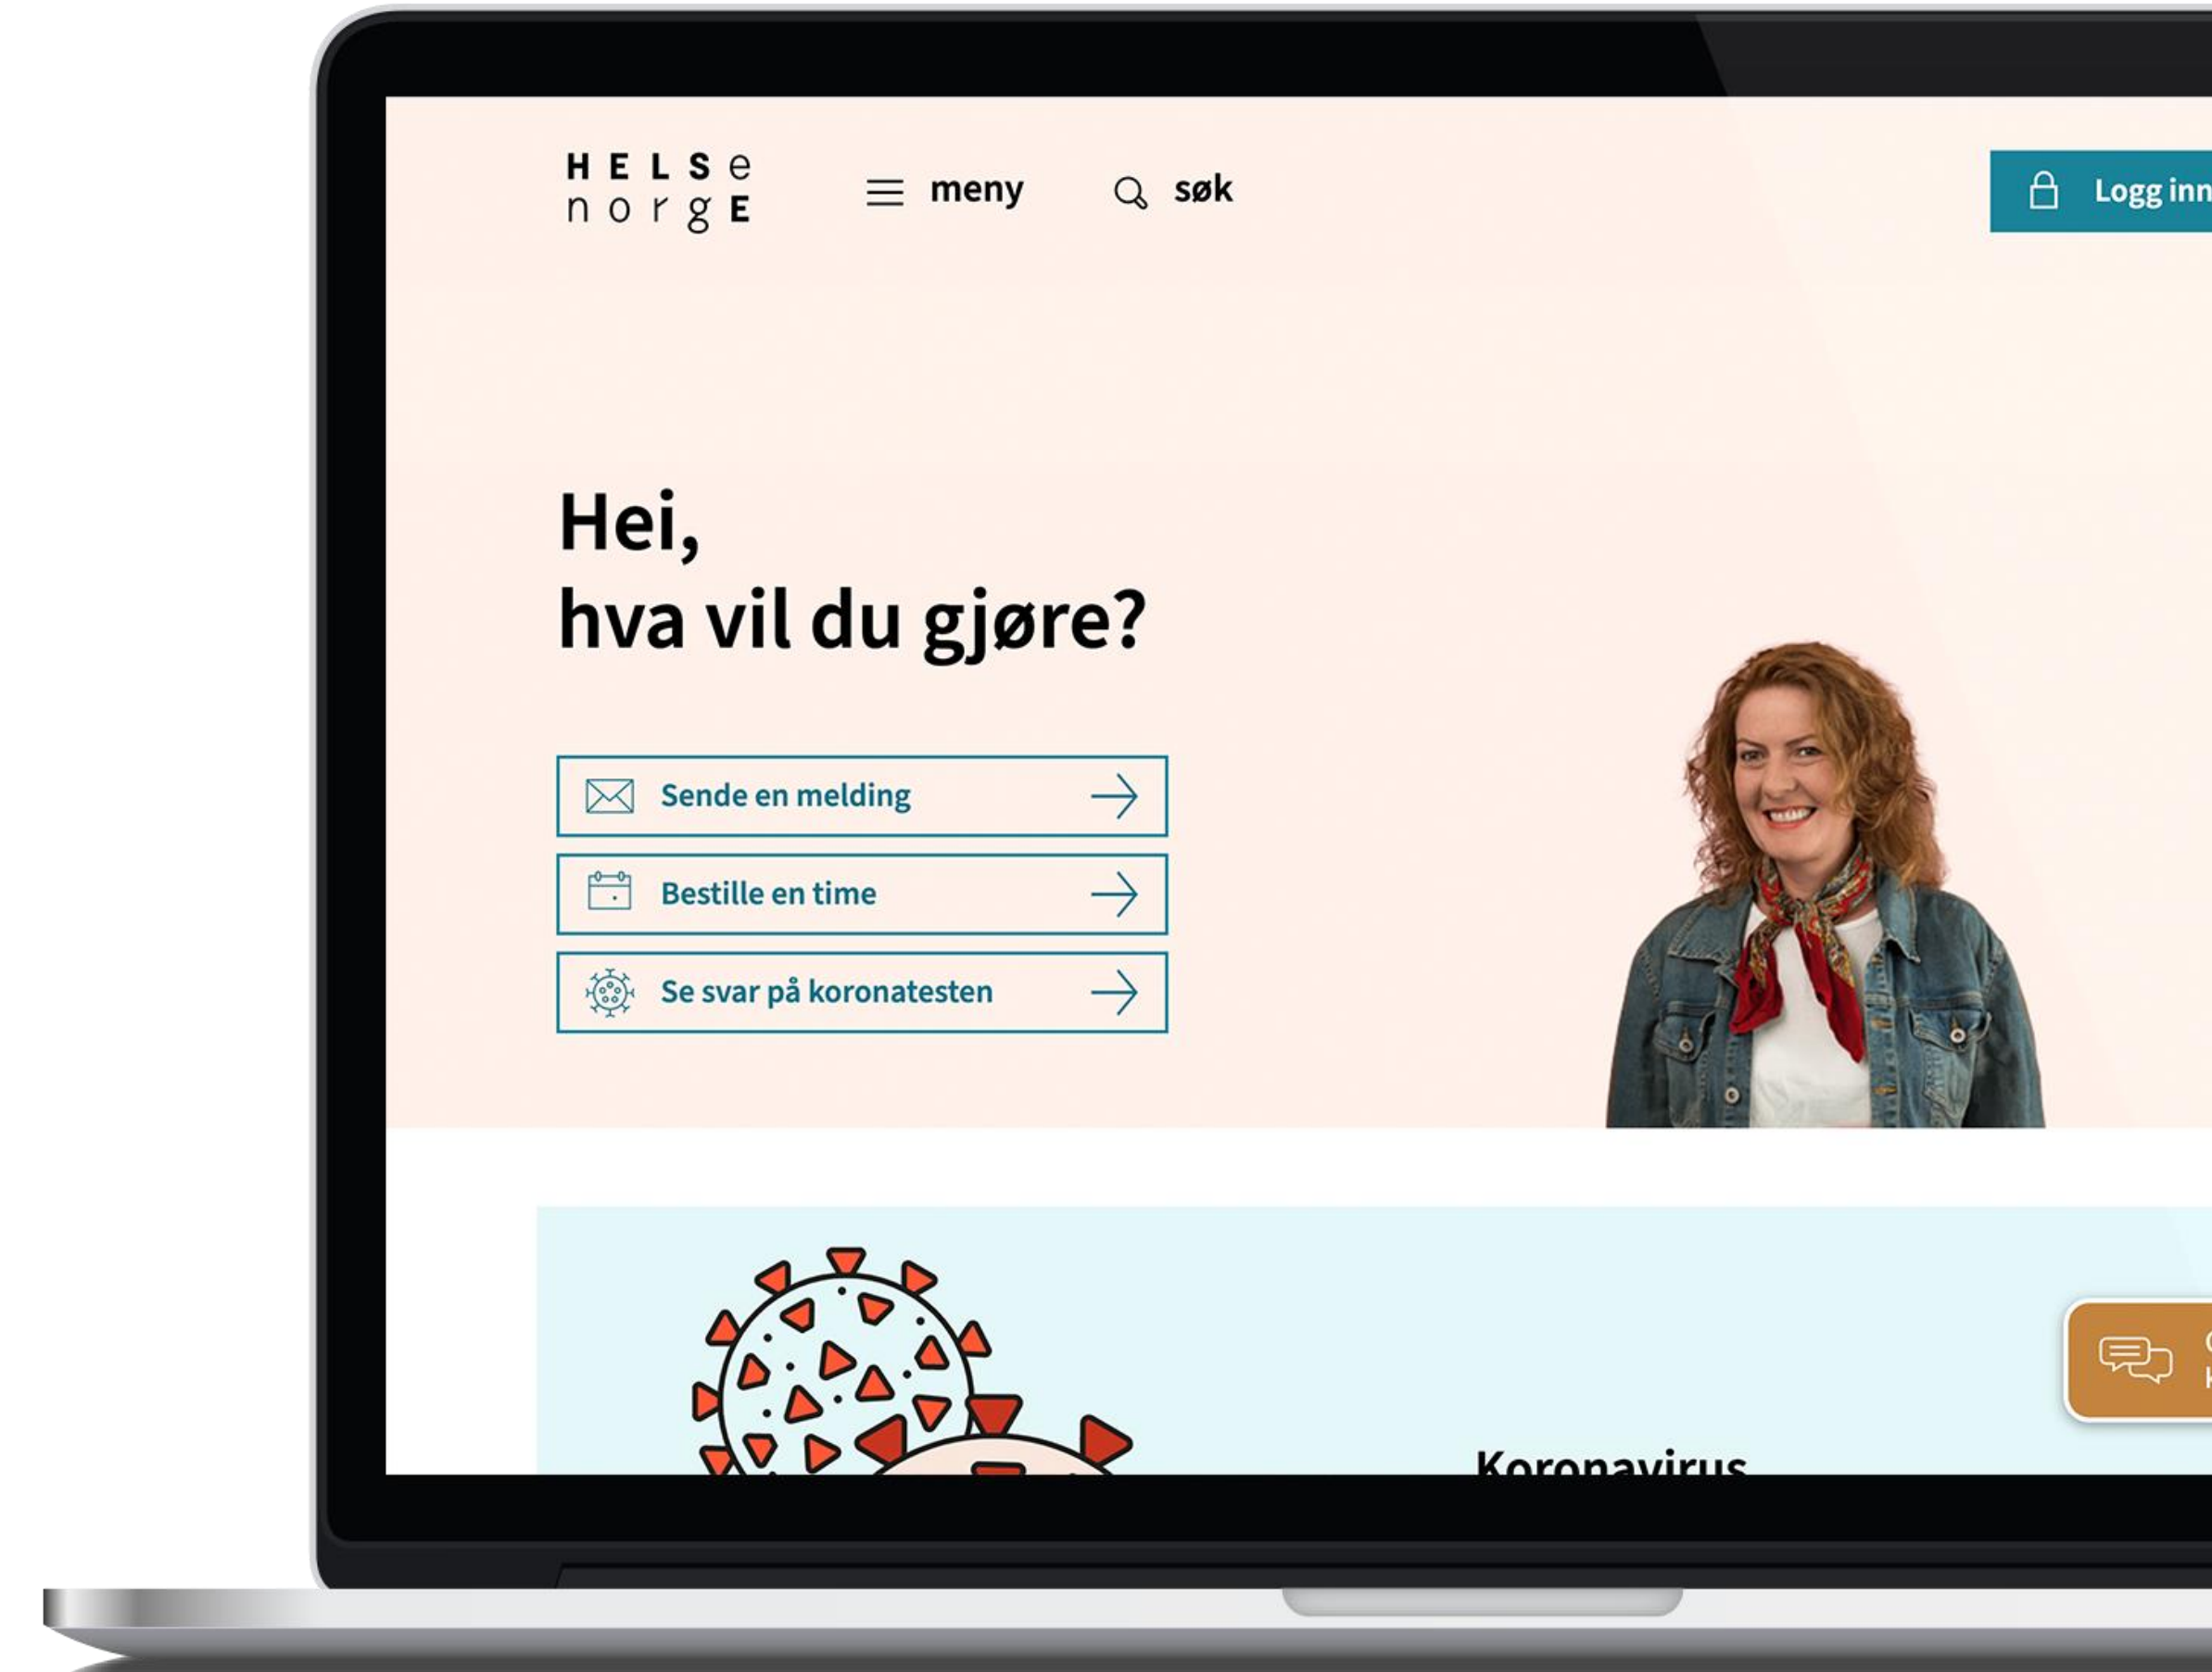 HELSe
norgE
meny
søk
Logg inn
Hei,
hva vil du gjøre?
Sende en melding
Bestille en time
Se svar på koronatesten
Koronavirus